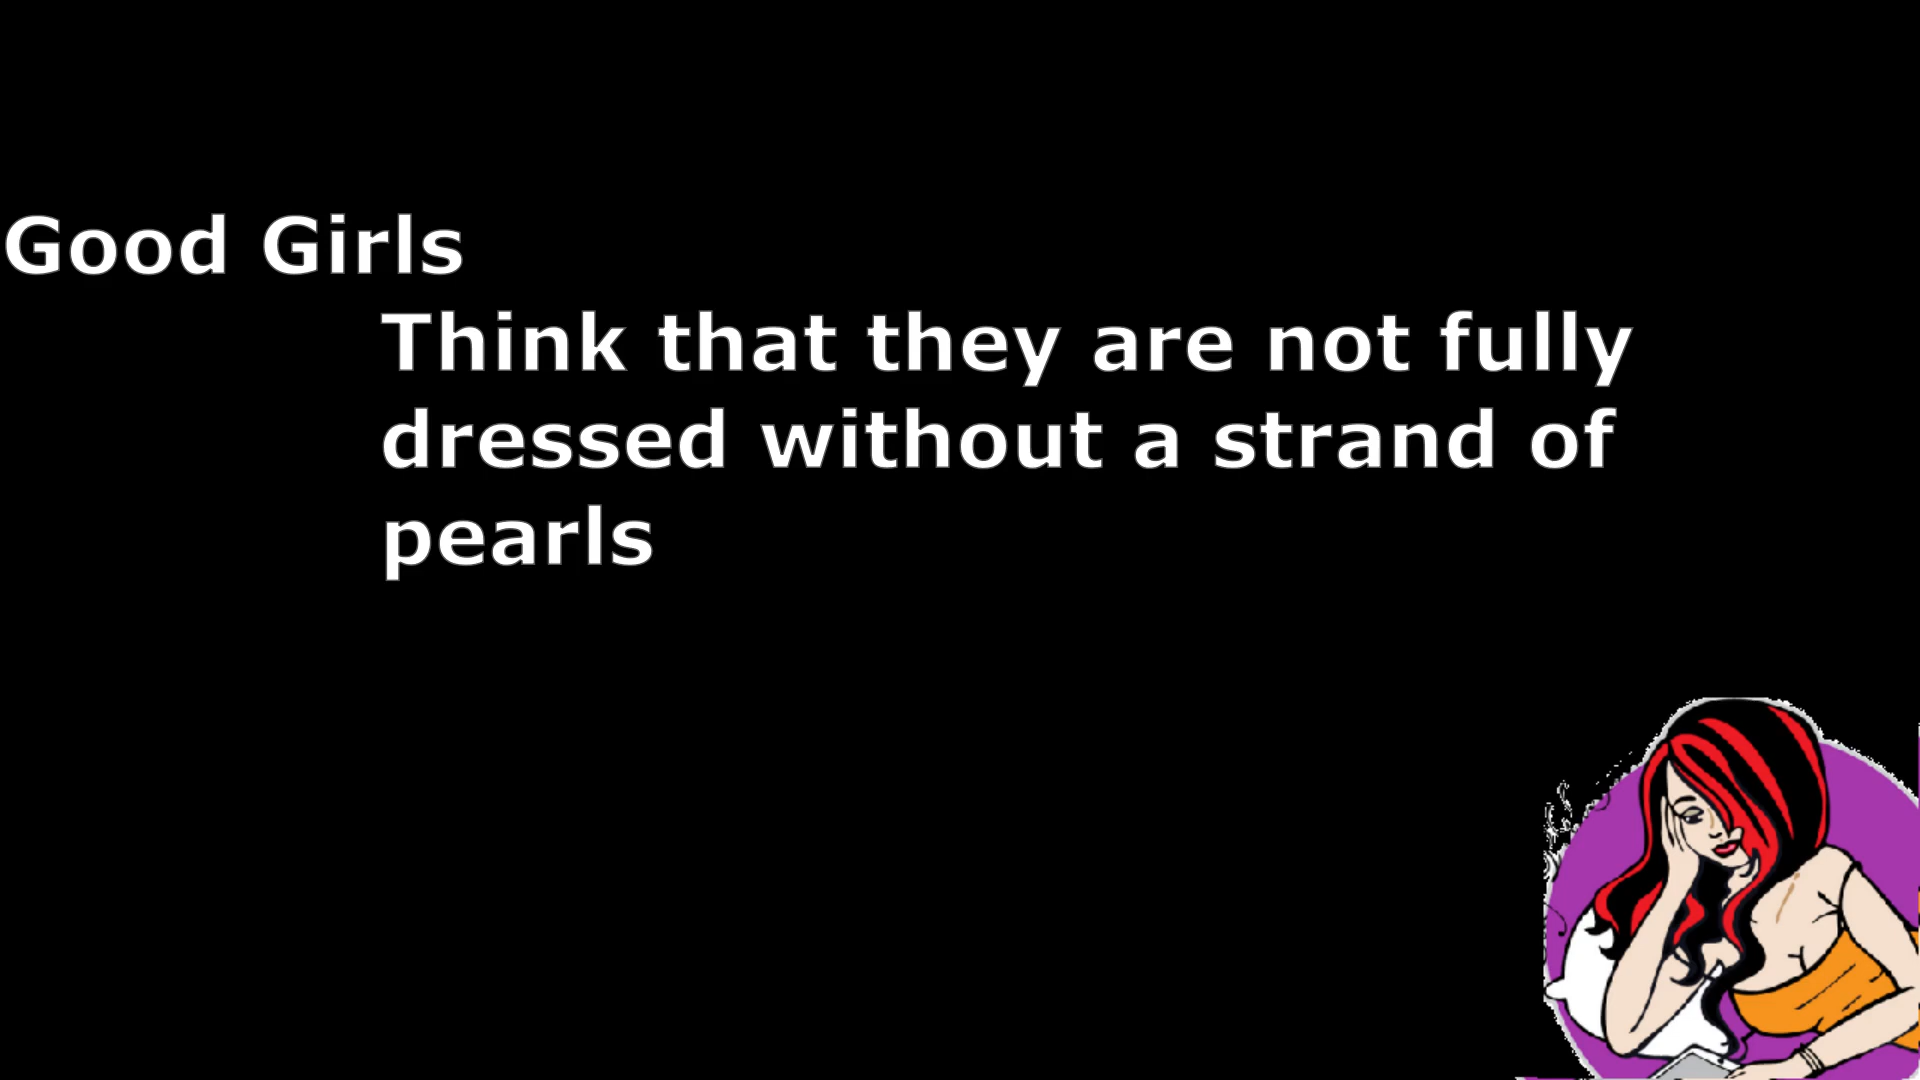 Good Girls
Think that they are not fully
dressed without a strand of
pearls